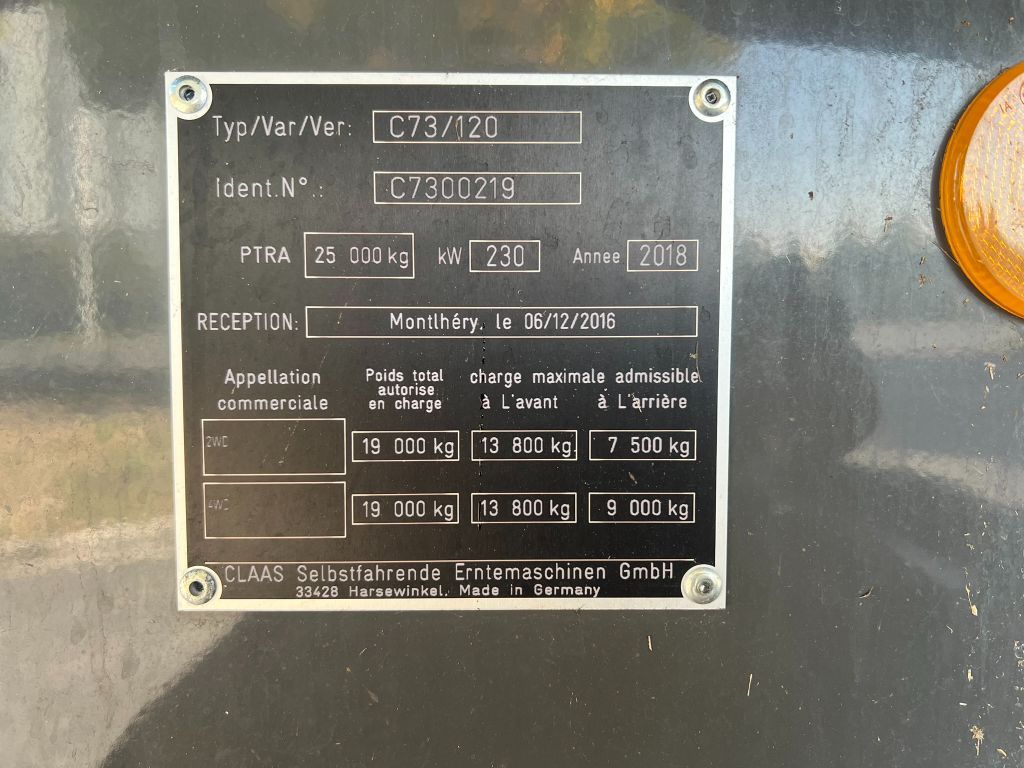 Typ/Var/Ver: C73/120
Ident.N°.: C7300219
PTRA 25 000 kg kW 230 Annee 2018
RECEPTION: Montlhéry, le 06/12/2016
Appellation commerciale
Poids total autorise en charge
charge maximale admissible
à L'avant à L'arrière
2WD 19 000 kg 13 800 kg 7 500 kg
4WD 19 000 kg 13 800 kg 9 000 kg
CLAAS Selbstfahrende Erntemaschinen GmbH
33428 Harsewinkel. Made in Germany